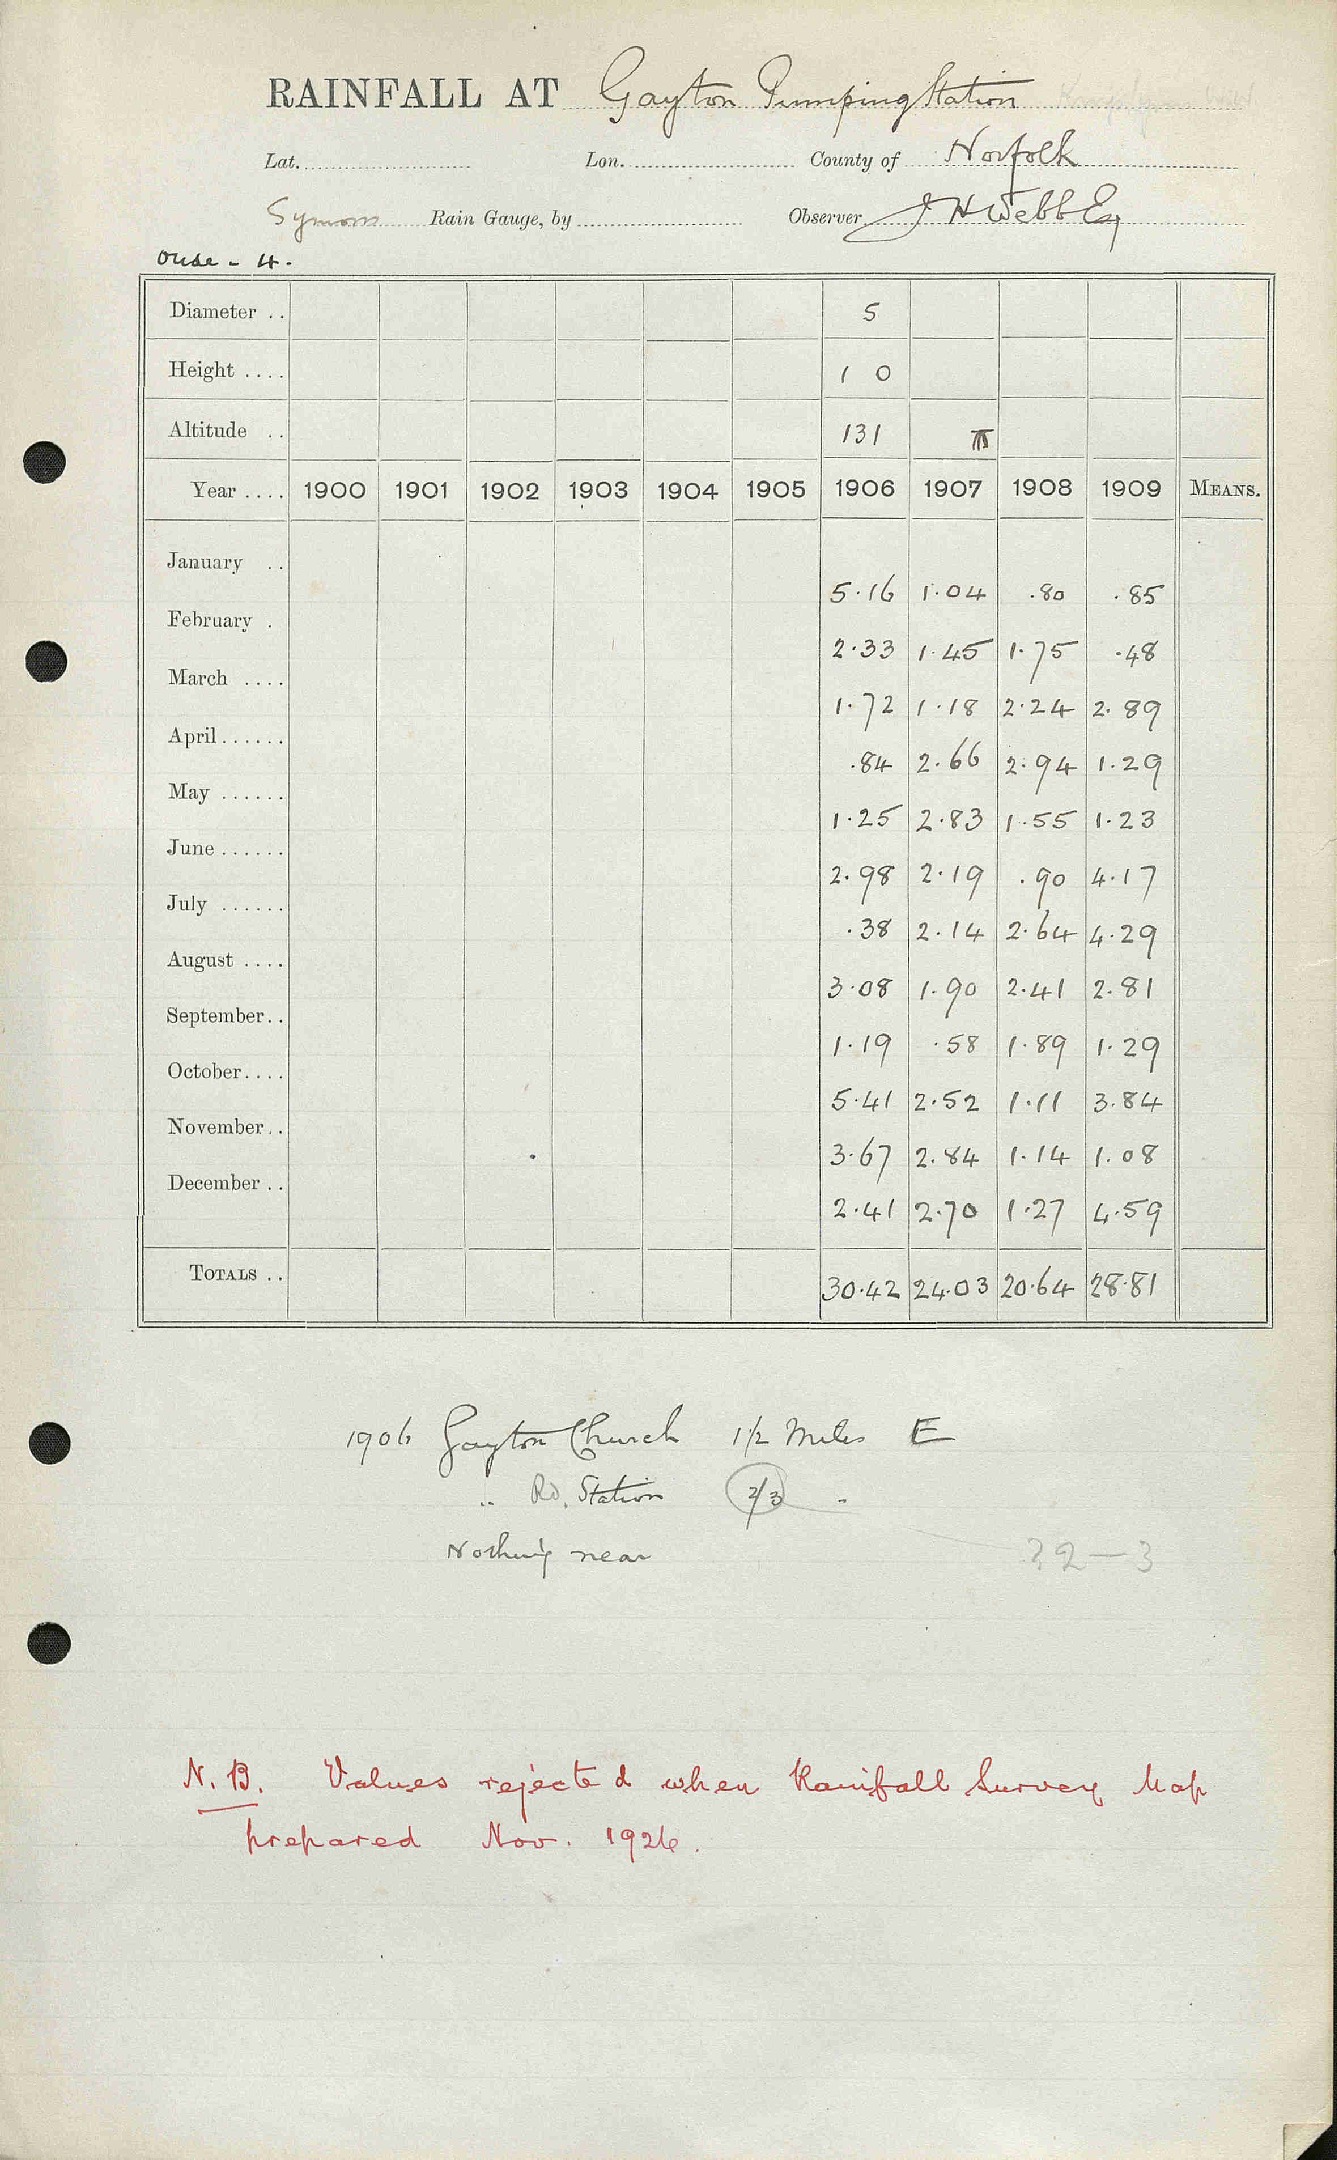 RAINFALL AT Gayton Pumping Station
Lat. Lon. County of Norfolk
Symons Rain Gauge, by Observer J H Webb Esq
Ouse - 4.
Diameter .. 5
Height .... 1 0
Altitude .. 131
Year .... 1900 1901 1902 1903 1904 1905 1906 1907 1908 1909 MEANS.
January .. 5.16 1.04 .80 .85
February . 2.33 1.45 1.75 .48
March .... 1.72 1.18 2.24 2.89
April ...... .84 2.66 2.94 1.29
May ...... 1.25 2.83 1.55 1.23
June ...... 2.98 2.19 .90 4.17
July ...... .38 2.14 2.64 4.29
August .... 3.08 1.90 2.41 2.81
September .. 1.19 .58 1.89 1.29
October .... 5.41 2.52 1.11 3.84
November .. 3.67 2.84 1.14 1.08
December .. 2.41 2.70 1.27 4.59
TOTALS .. 30.42 24.03 20.64 28.81
1906 Gayton Church 1 1/2 Miles E
" Rd. Station 2/3 "
Nothing near
32-3
N.B. Values rejected when Rainfall Survey Map
prepared Nov. 1926.